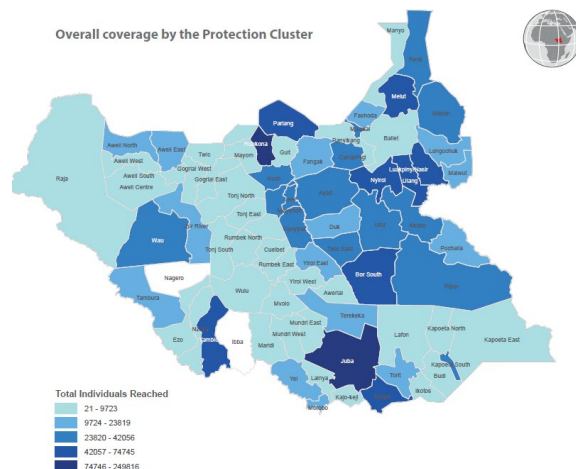 Overall coverage by the Protection Cluster
Manyo
Renk
Melut
Fashoda
Maban
Pariang
Malakal
Panyikang
Baliet
Rubkona
Guit
Fangak
Longochuk
Maiwut
Aweil North
Aweil East
Twic
Mayom
Aweil West
Gogrial West
Luakpiny/Nasir
Nyirol
Ulang
Raja
Aweil South
Gogrial East
Aweil Centre
Tonj North
Ayod
Tonj East
Duk
Uror
Jur River
Rumbek North
Wau
Tonj South
Cueibet
Twic East
Pochalla
Rumbek East
Yirol East
Nagero
Yirol West
Bor South
Pibor
Tambura
Wulu
Awerial
Mvolo
Terekeka
Mundri East
Lafon
Kapoeta North
Ezo
Ibba
Maridi
Mundri West
Kapoeta East
Juba
Kapoeta South
Yei
Lainya
Torit
Budi
Kajo-keji
Ikotos
Morobo
Total Individuals Reached
21 - 9723
9724 - 23819
23820 - 42056
42057 - 74745
74746 - 249816